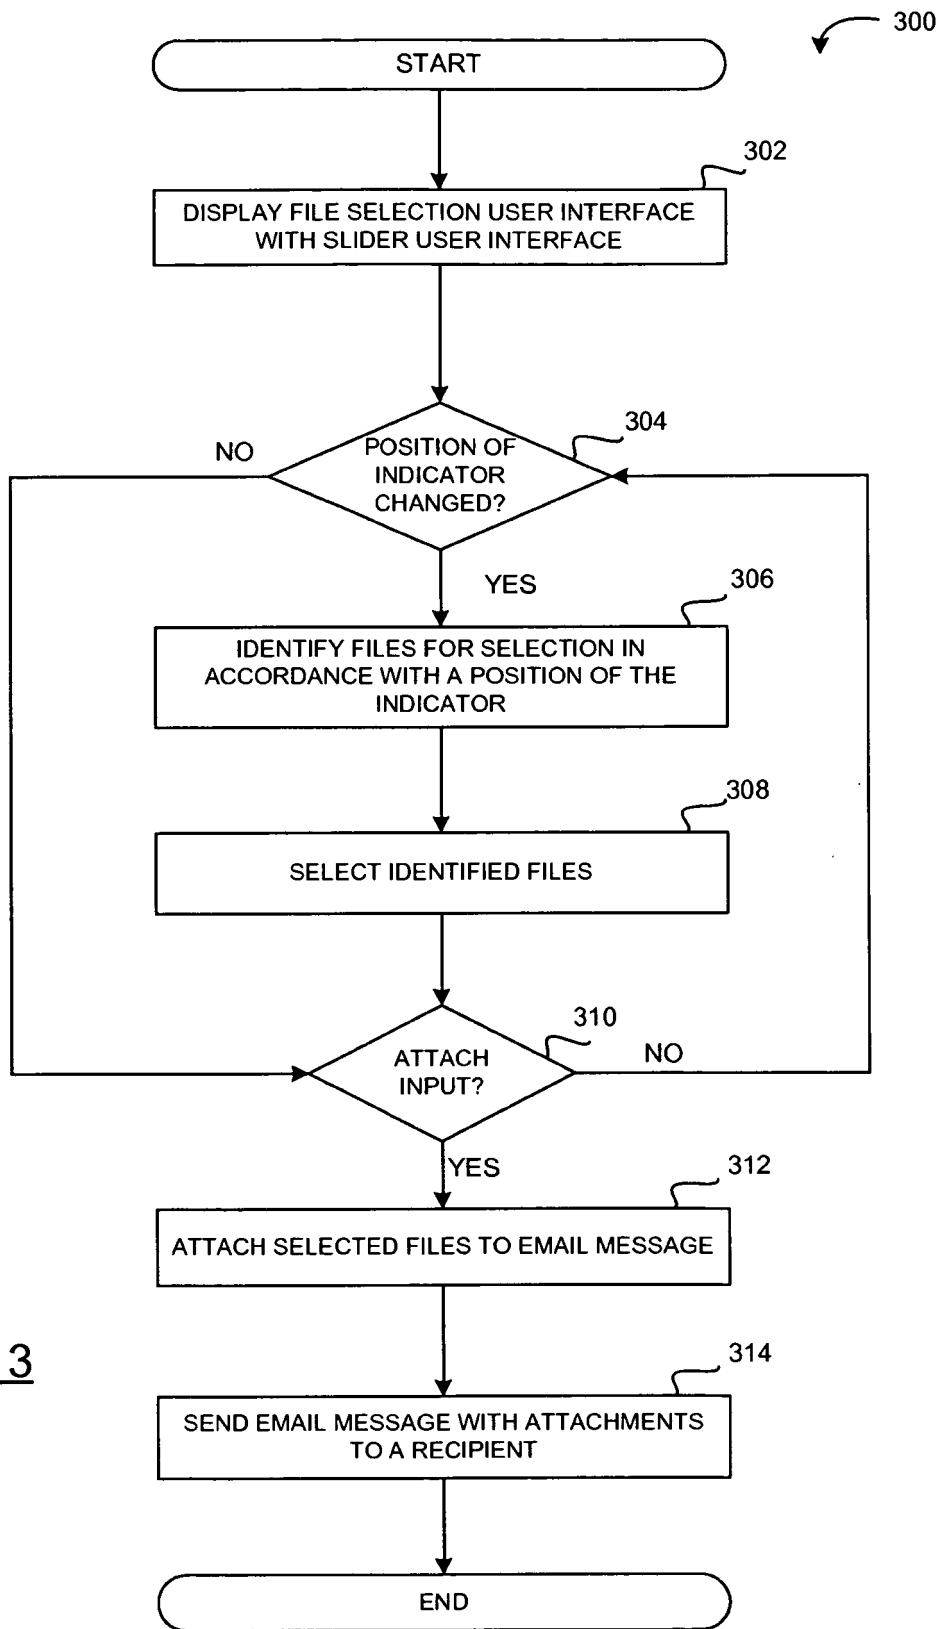 300
START
302
DISPLAY FILE SELECTION USER INTERFACE
WITH SLIDER USER INTERFACE
304
NO
POSITION OF
INDICATOR
CHANGED?
YES
306
IDENTIFY FILES FOR SELECTION IN
ACCORDANCE WITH A POSITION OF THE
INDICATOR
308
SELECT IDENTIFIED FILES
310
ATTACH
INPUT?
NO
YES
312
ATTACH SELECTED FILES TO EMAIL MESSAGE
3
314
SEND EMAIL MESSAGE WITH ATTACHMENTS
TO A RECIPIENT
END